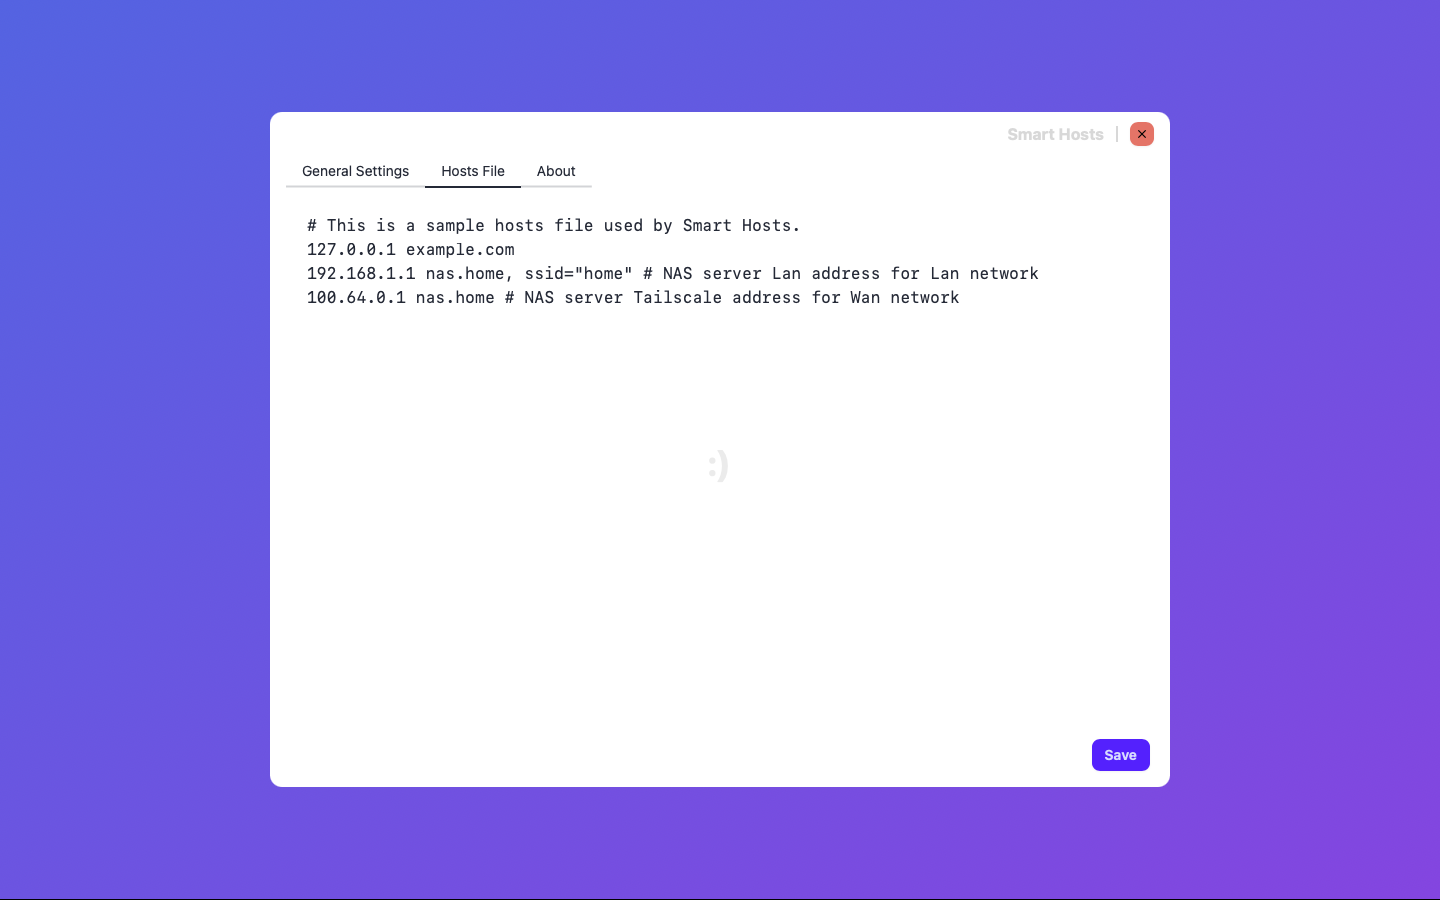 Smart Hosts |
General Settings Hosts File About
# This is a sample hosts file used by Smart Hosts.
127.0.0.1 example.com
192.168.1.1 nas.home, ssid="home" # NAS server Lan address for Lan network
100.64.0.1 nas.home # NAS server Tailscale address for Wan network
:)
Save